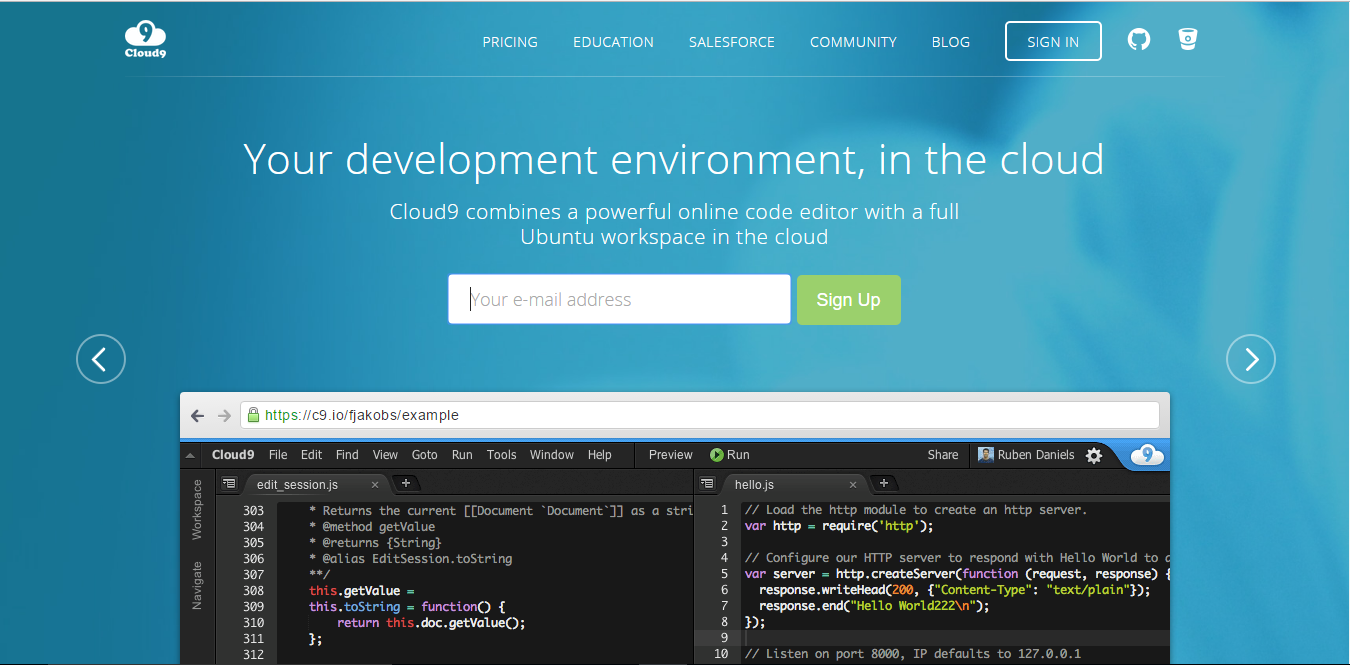 9
Cloud9
PRICING EDUCATION SALESFORCE COMMUNITY BLOG SIGN IN
Your development environment, in the cloud
Cloud9 combines a powerful online code editor with a full
Ubuntu workspace in the cloud
Your e-mail address Sign Up
https://c9.io/fjakobs/example
Cloud9 File Edit Find View Goto Run Tools Window Help Preview Run Share Ruben Daniels 9
Workspace
Navigate
edit_session.js × +
303 * Returns the current [[Document `Document`]] as a stri
304 * @method getValue
305 * @returns {String}
306 * @alias EditSession.toString
307 **/
308 this.getValue =
309 this.toString = function() {
310 return this.doc.getValue();
311 };
312
hello.js × +
1 // Load the http module to create an http server.
2 var http = require('http');
3
4 // Configure our HTTP server to respond with Hello World to
5 var server = http.createServer(function (request, response) {
6 response.writeHead(200, {"Content-Type": "text/plain"});
7 response.end("Hello World222\n");
8 });
9
10 // Listen on port 8000, IP defaults to 127.0.0.1